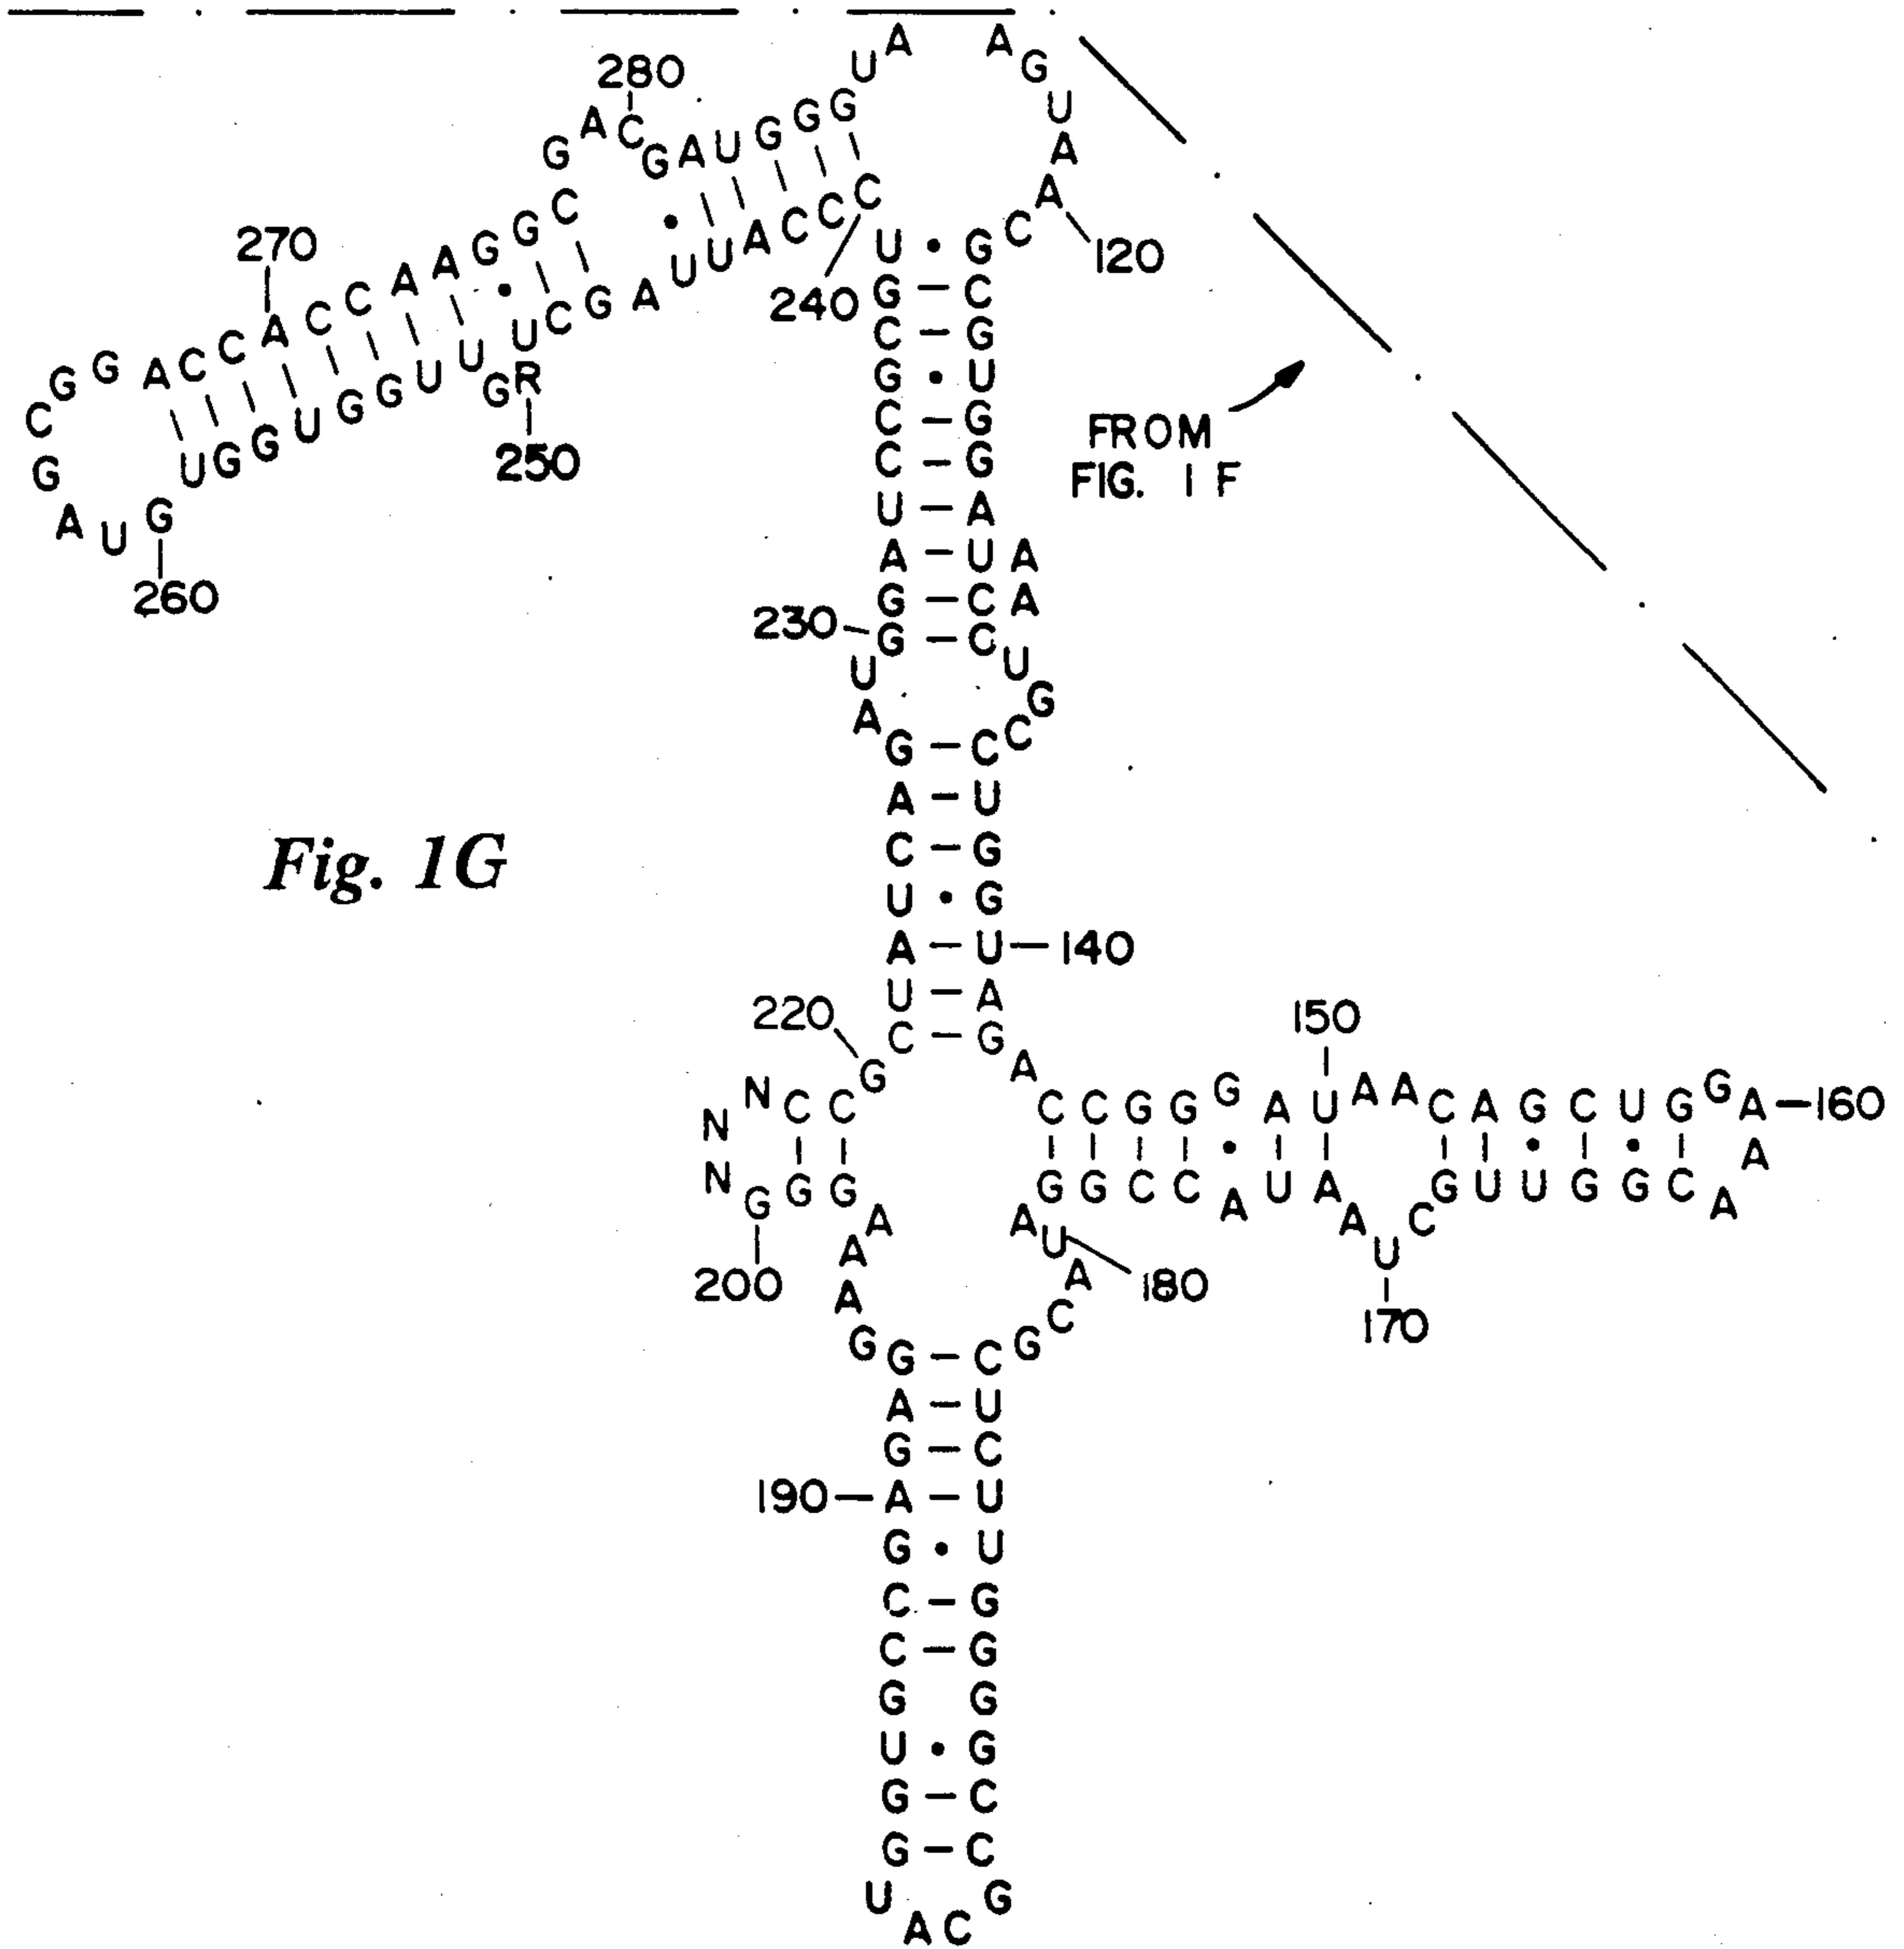 A A
U G
280
G U
A C G G
G G A U G A
C C A
G C C 120
270 G C A U • G
A A G U U
C C 240 G – C
A C G A C – G
C U
A C C U G • U
G G U R
C G G U G C – G
U 250 C – G
G U G G FROM
FIG. 1 F
A U G U – A
260 A – U A
G – C A
230 – G – C
U U
G
A C
G – C
A – U
Fig. 1G
C – G
U • G
A – U – 140
U – A
220 150
C – G
G A
N C C C C G G G A U A A C A G C U G G A – 160
N A
N G G G G G C C A U A A U C G U U G G C A
A A U
200 A 180 170
A A
C
G G – C G
A – U
G – C
190 – A – U
G • U
C – G
C – G
G G
U • G
G – C
G – C
U G
A C